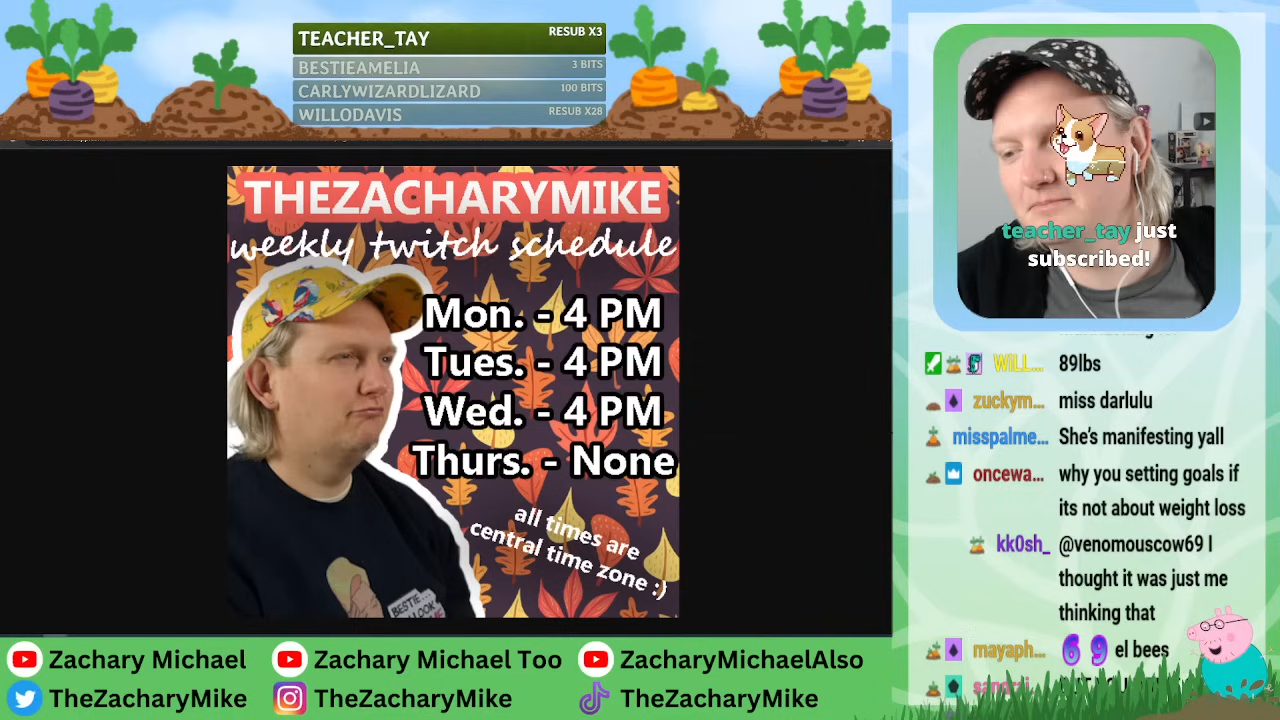 TEACHER_TAY RESUB X3
BESTIEAMELIA 3 BITS
CARLYWIZARDLIZARD 100 BITS
WILLODAVIS RESUB X28
THEZACHARYMIKE
weekly twitch schedule
Mon. - 4 PM
Tues. - 4 PM
Wed. - 4 PM
Thurs. - None
all times are
central time zone :)
BESTIE...
LOOK
teacher_tay just
subscribed!
WiLL... 89lbs
zuckym... miss darlulu
misspalme... She's manifesting yall
oncewa... why you setting goals if
its not about weight loss
kk0sh_ @venomouscow69 I
thought it was just me
thinking that
mayaph... 69 el bees
Zachary Michael
Zachary Michael Too
ZacharyMichaelAlso
TheZacharyMike
TheZacharyMike
TheZacharyMike